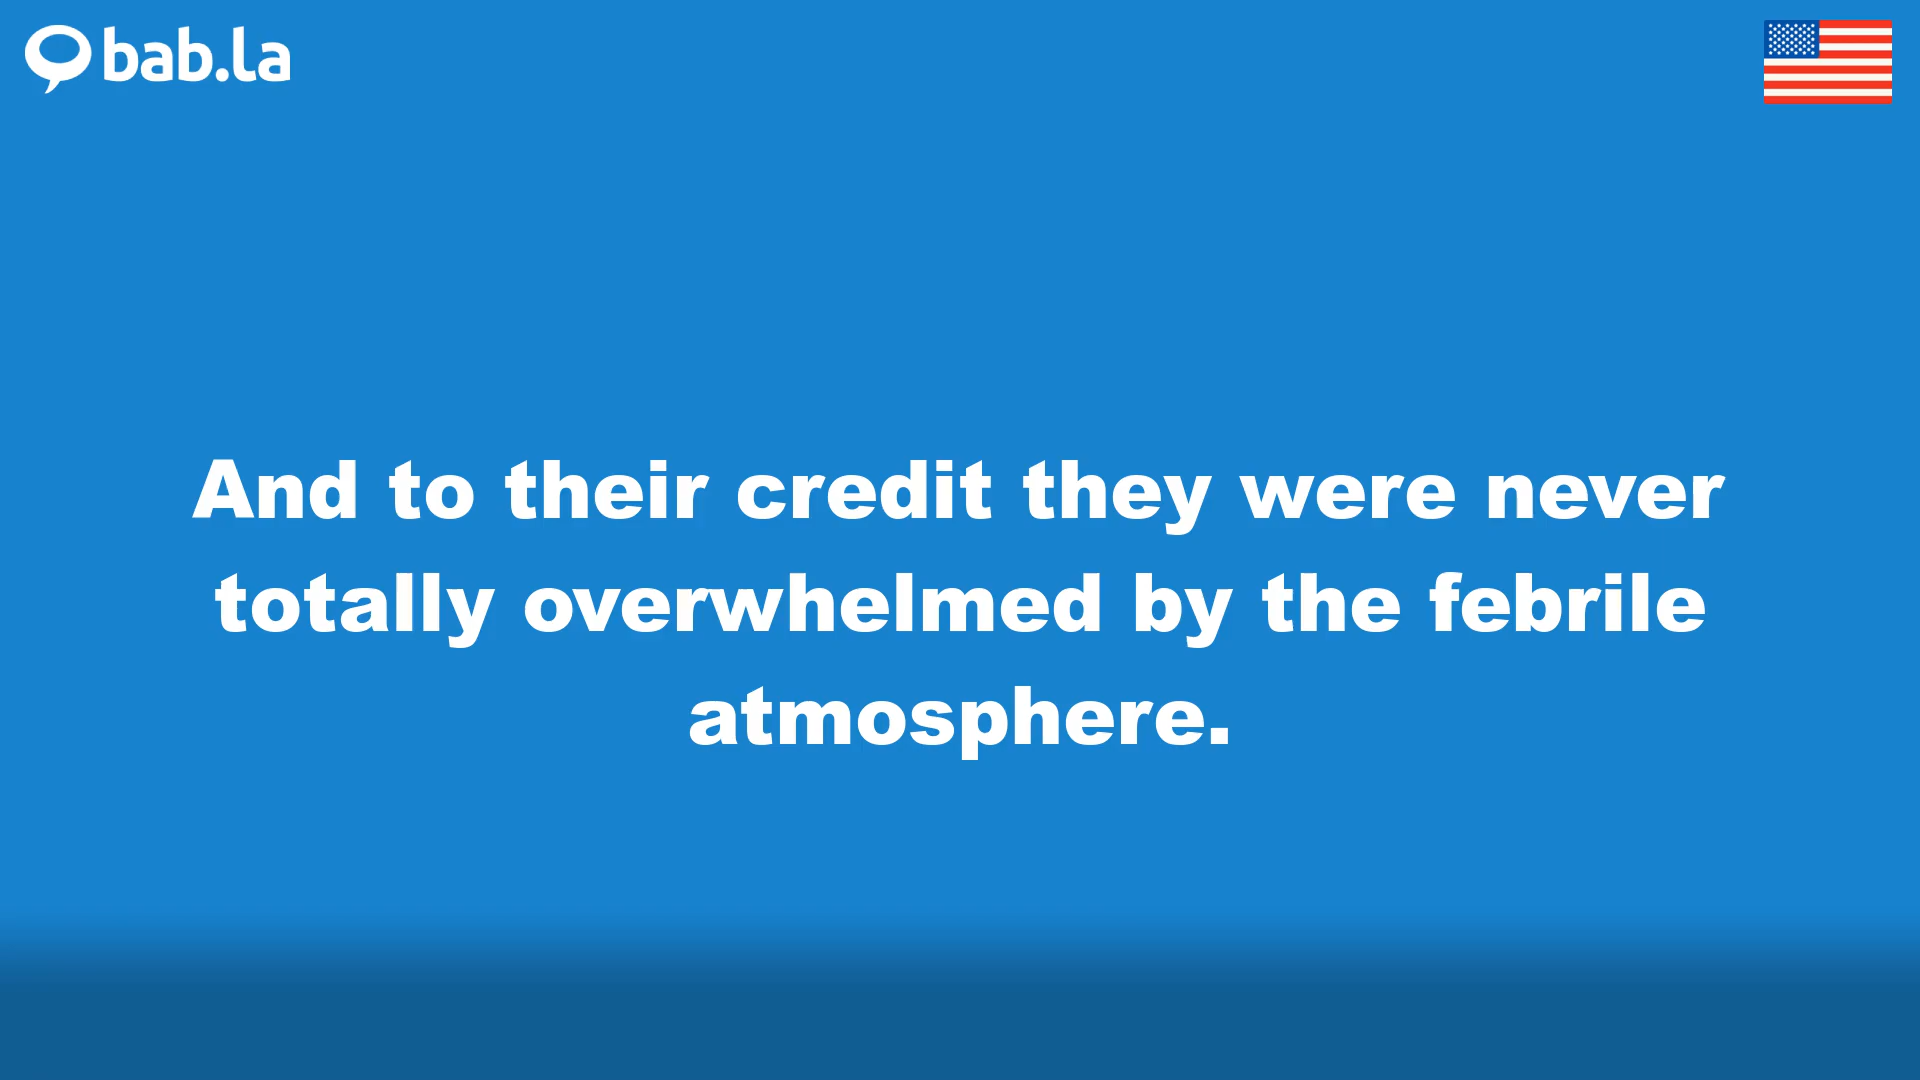 bab.la
And to their credit they were never
totally overwhelmed by the febrile
atmosphere.